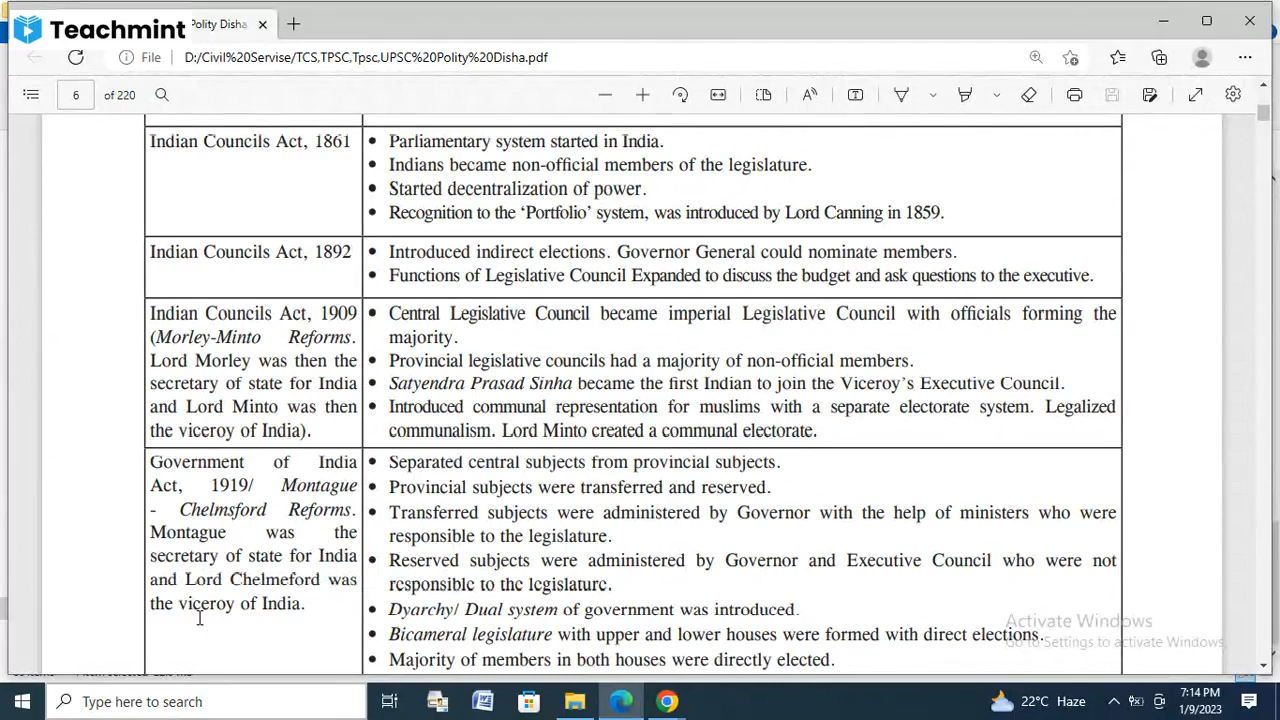 Teachmint
Polity Disha
File
D:/Civil%20Servise/TCS,TPSC,Tpsc,UPSC%20Polity%20Disha.pdf
6 of 220
Indian Councils Act, 1861
• Parliamentary system started in India.
• Indians became non-official members of the legislature.
• Started decentralization of power.
• Recognition to the ‘Portfolio’ system, was introduced by Lord Canning in 1859.
Indian Councils Act, 1892
• Introduced indirect elections. Governor General could nominate members.
• Functions of Legislative Council Expanded to discuss the budget and ask questions to the executive.
Indian Councils Act, 1909
(Morley-Minto Reforms.
Lord Morley was then the
secretary of state for India
and Lord Minto was then
the viceroy of India).
• Central Legislative Council became imperial Legislative Council with officials forming the
majority.
• Provincial legislative councils had a majority of non-official members.
• Satyendra Prasad Sinha became the first Indian to join the Viceroy’s Executive Council.
• Introduced communal representation for muslims with a separate electorate system. Legalized
communalism. Lord Minto created a communal electorate.
Government of India
Act, 1919/ Montague
- Chelmsford Reforms.
Montague was the
secretary of state for India
and Lord Chelmeford was
the viceroy of India.
• Separated central subjects from provincial subjects.
• Provincial subjects were transferred and reserved.
• Transferred subjects were administered by Governor with the help of ministers who were
responsible to the legislature.
• Reserved subjects were administered by Governor and Executive Council who were not
responsible to the legislature.
• Dyarchy/ Dual system of government was introduced.
• Bicameral legislature with upper and lower houses were formed with direct elections.
• Majority of members in both houses were directly elected.
Activate Windows
Go to Settings to activate Windows.
Type here to search
22°C Haze
7:14 PM
1/9/2023